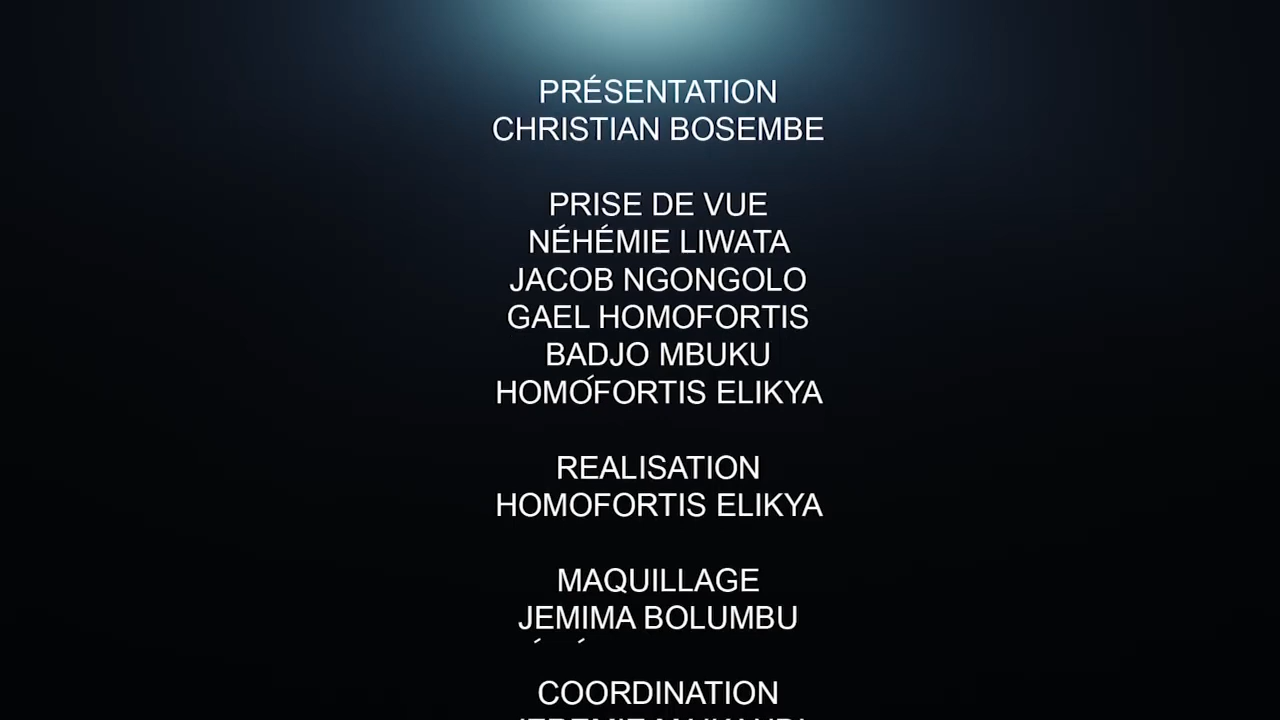 PRÉSENTATION
CHRISTIAN BOSEMBE
PRISE DE VUE
NÉHÉMIE LIWATA
JACOB NGONGOLO
GAEL HOMOFORTIS
BADJO MBUKU
HOMOFORTIS ELIKYA
REALISATION
HOMOFORTIS ELIKYA
MAQUILLAGE
JEMIMA BOLUMBU
COORDINATION